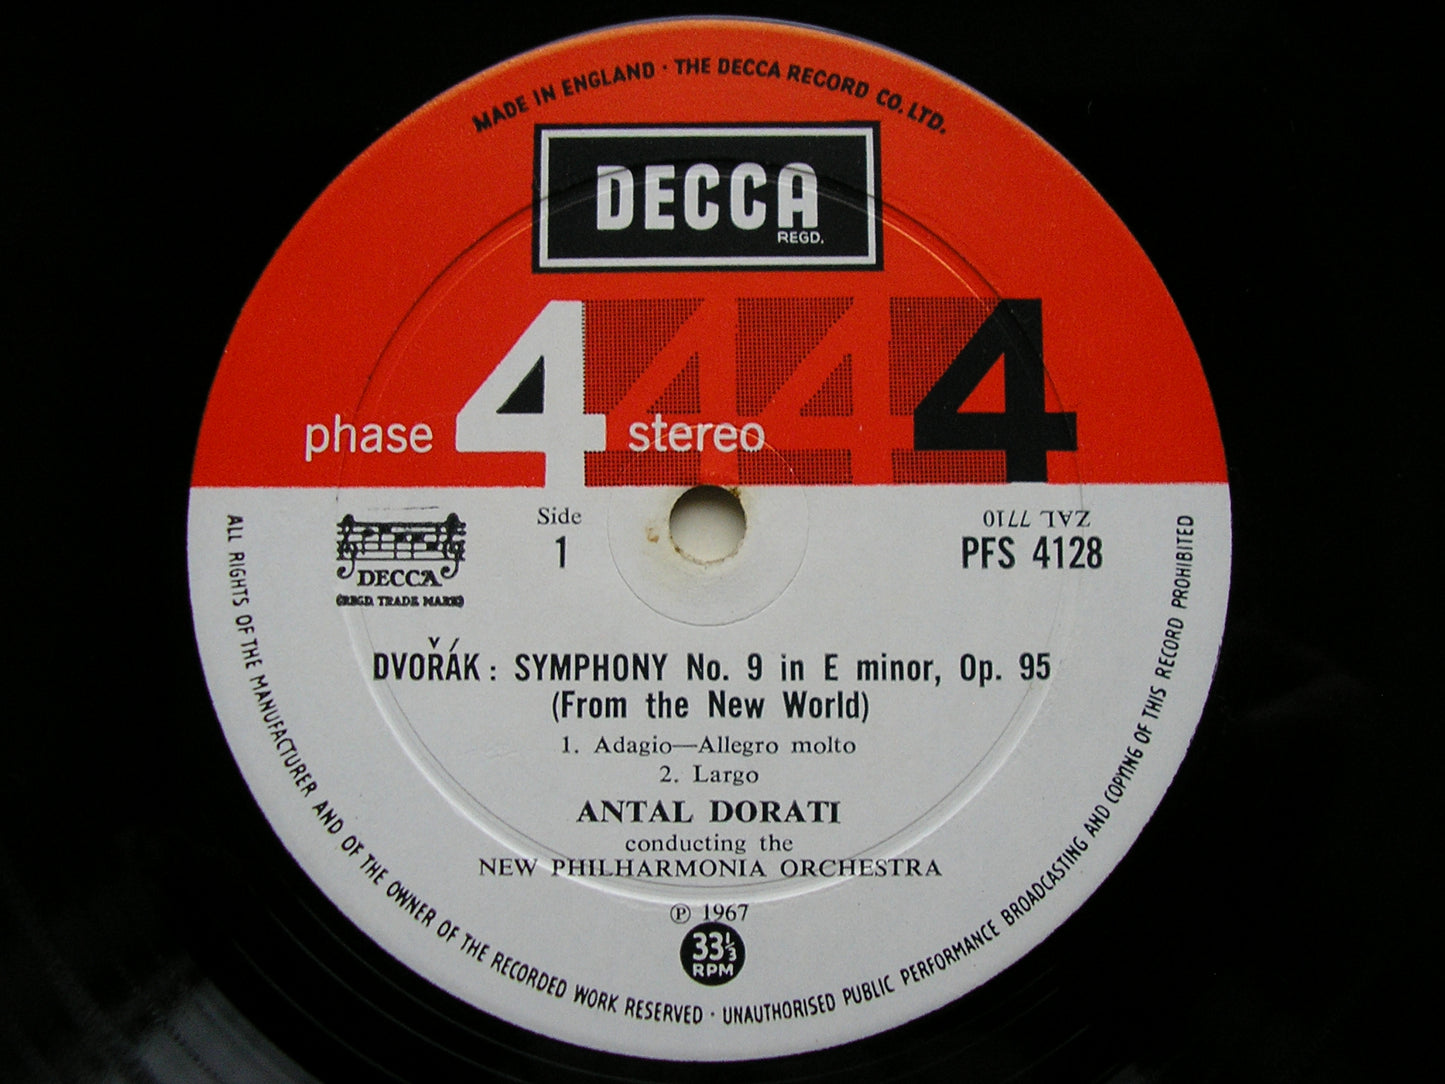 MADE IN ENGLAND · THE DECCA RECORD CO. LTD.
DECCA
REGD.
4 4 4 4
phase 4 stereo
DECCA
(REGD. TRADE MARK)
Side
1
ZAL 7710
PFS 4128
DVOŘÁK : SYMPHONY No. 9 in E minor, Op. 95
(From the New World)
1. Adagio—Allegro molto
2. Largo
ANTAL DORATI
conducting the
NEW PHILHARMONIA ORCHESTRA
℗ 1967
33⅓
RPM
ALL RIGHTS OF THE MANUFACTURER AND OF THE OWNER OF THE RECORDED WORK RESERVED · UNAUTHORISED PUBLIC PERFORMANCE BROADCASTING AND COPYING OF THIS RECORD PROHIBITED